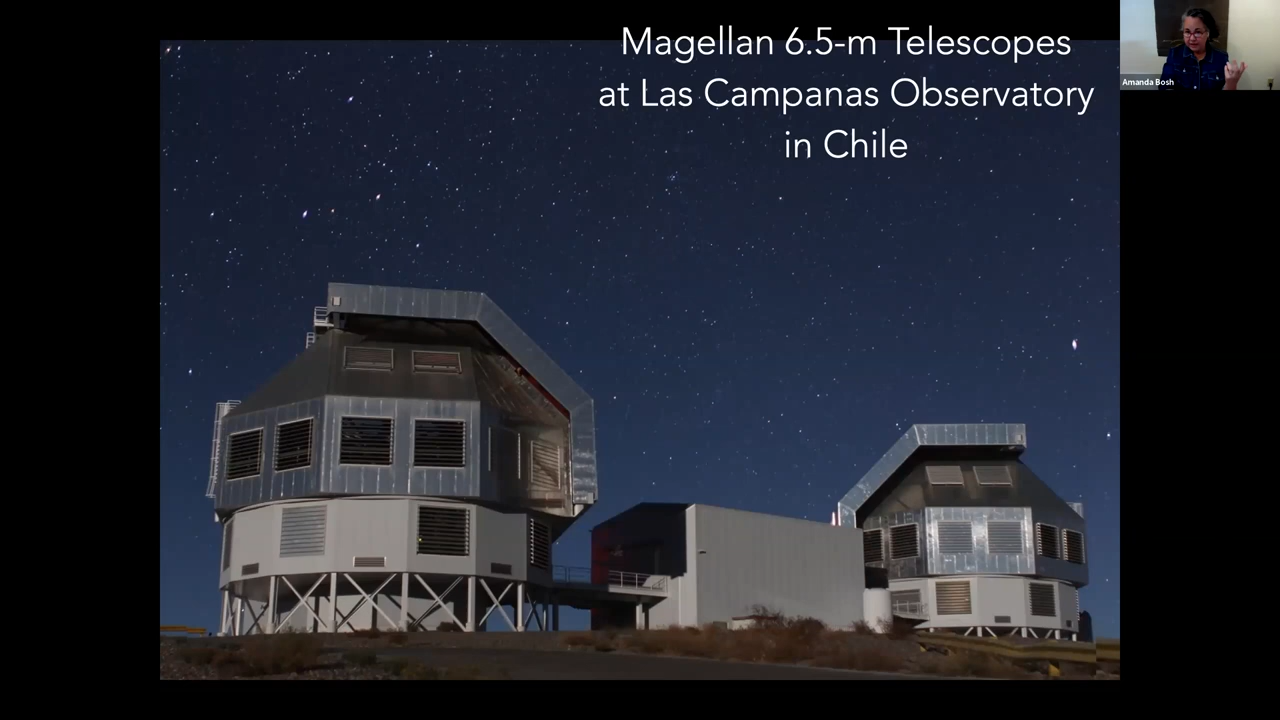 Magellan 6.5-m Telescopes
at Las Campanas Observatory
in Chile
Amanda Bosh